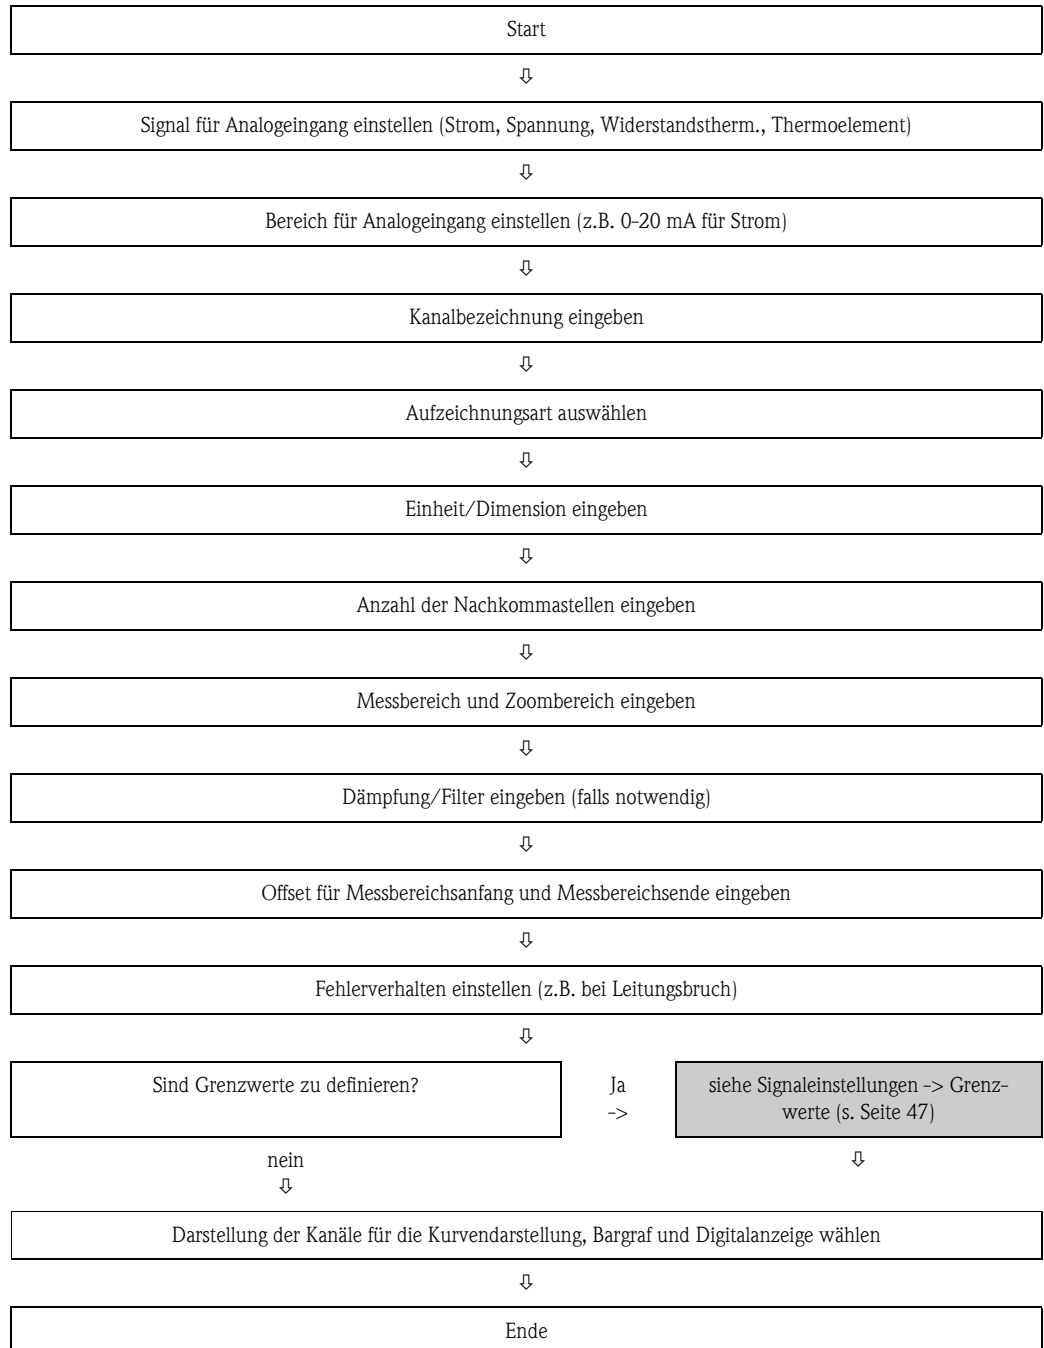 Start
⇩
Signal für Analogeingang einstellen (Strom, Spannung, Widerstandstherm., Thermoelement)
⇩
Bereich für Analogeingang einstellen (z.B. 0-20 mA für Strom)
⇩
Kanalbezeichnung eingeben
⇩
Aufzeichnungsart auswählen
⇩
Einheit/Dimension eingeben
⇩
Anzahl der Nachkommastellen eingeben
⇩
Messbereich und Zoombereich eingeben
⇩
Dämpfung/Filter eingeben (falls notwendig)
⇩
Offset für Messbereichsanfang und Messbereichsende eingeben
⇩
Fehlerverhalten einstellen (z.B. bei Leitungsbruch)
⇩
Sind Grenzwerte zu definieren?
Ja
->
siehe Signaleinstellungen -> Grenz-
werte (s. Seite 47)
nein
⇩
⇩
Darstellung der Kanäle für die Kurvendarstellung, Bargraf und Digitalanzeige wählen
⇩
Ende